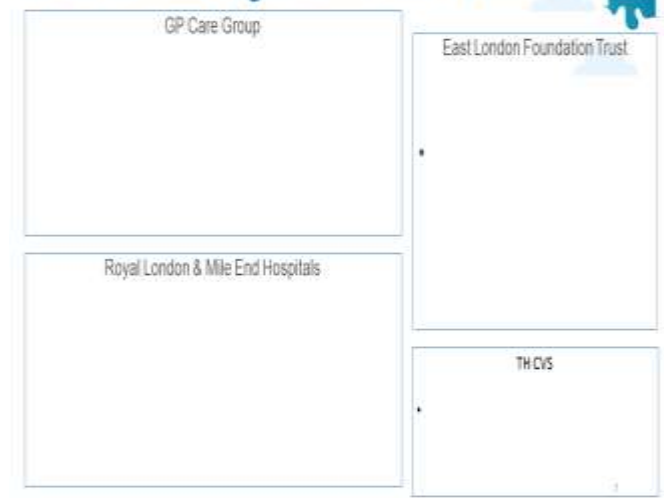 GP Care Group
East London Foundation Trust
•
Royal London & Mile End Hospitals
TH CVS
•